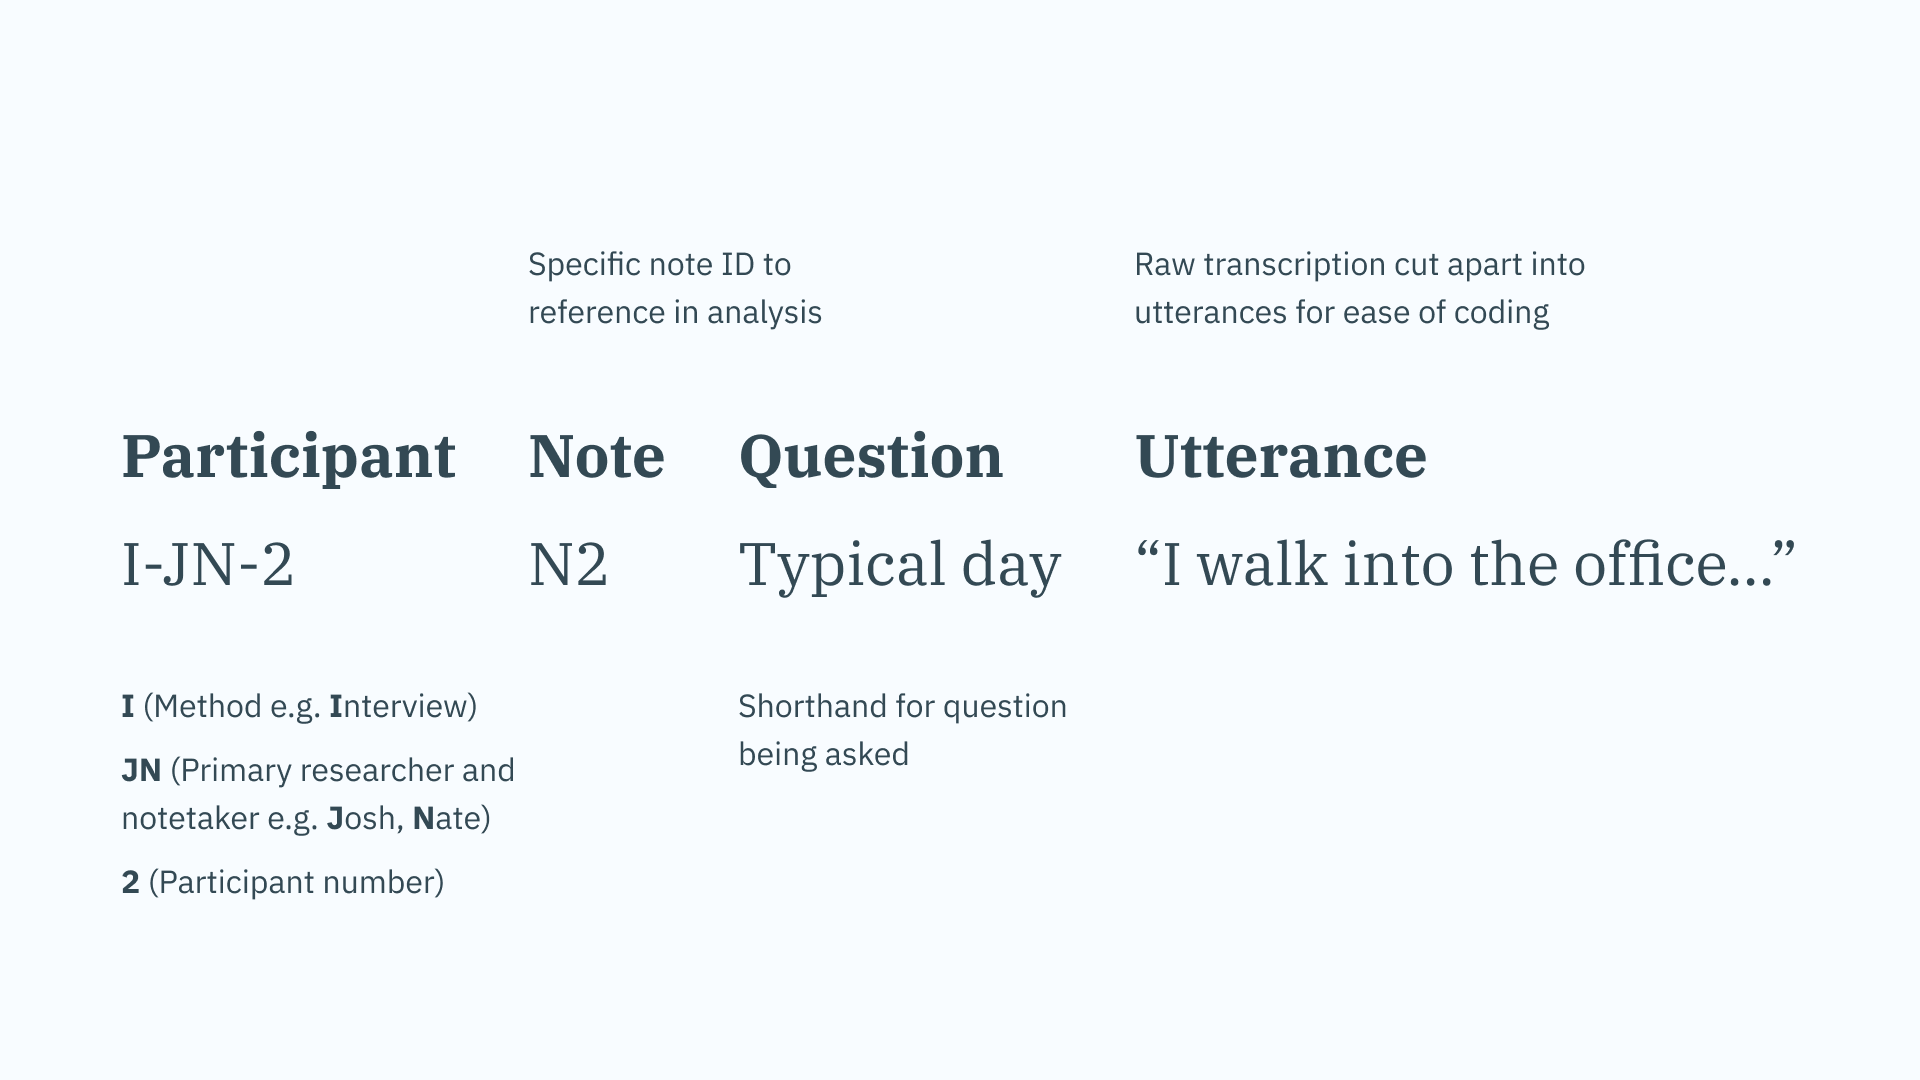 Specific note ID to
reference in analysis
Raw transcription cut apart into
utterances for ease of coding
Participant Note Question Utterance
I-JN-2 N2 Typical day “I walk into the office...”
I (Method e.g. Interview)
JN (Primary researcher and
notetaker e.g. Josh, Nate)
2 (Participant number)
Shorthand for question
being asked